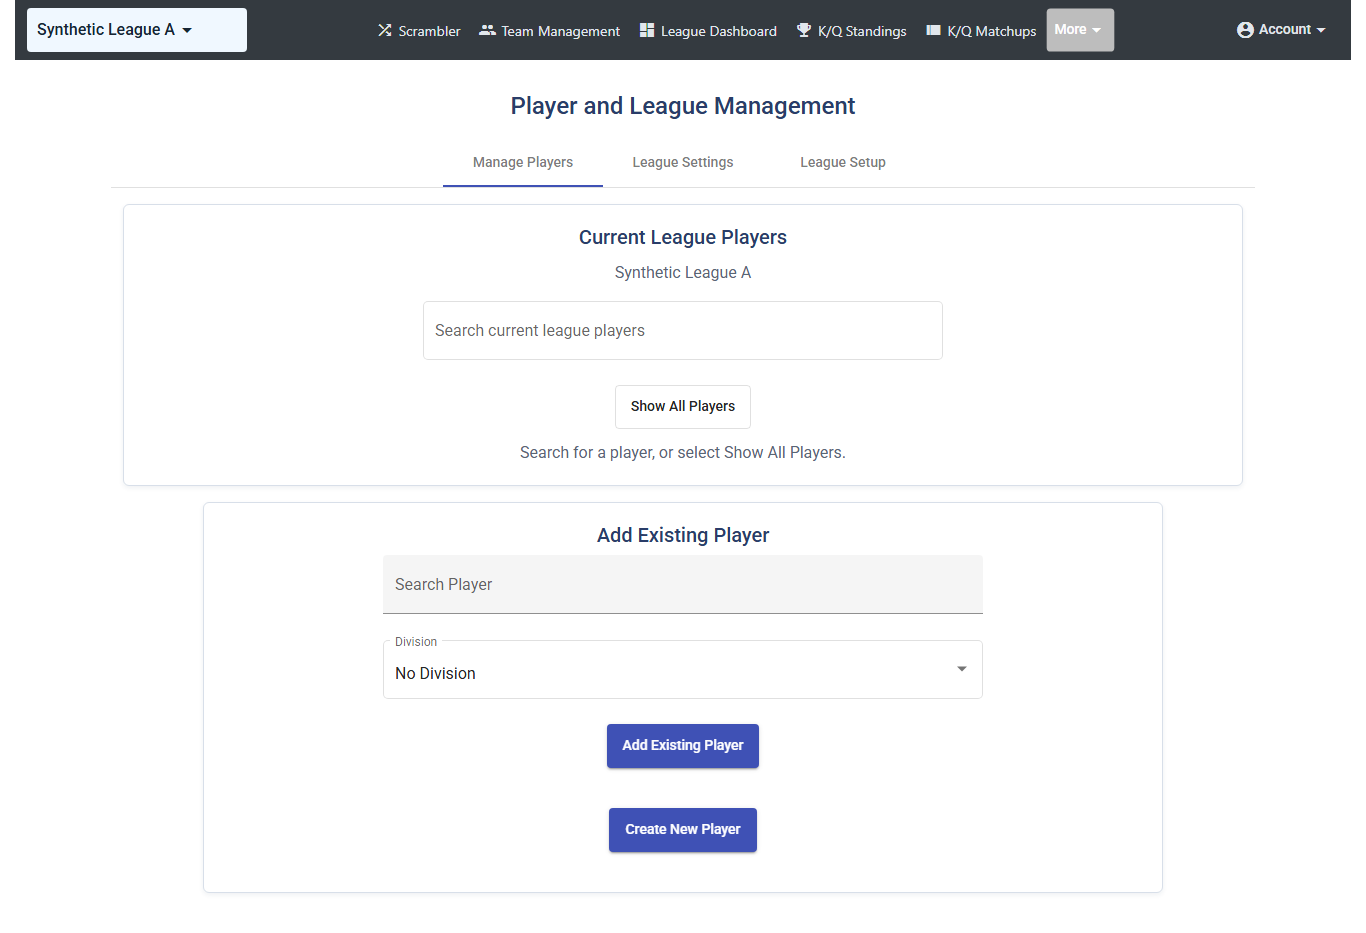 Synthetic League A
Scrambler
Team Management
League Dashboard
K/Q Standings
K/Q Matchups
More
Account
Player and League Management
Manage Players
League Settings
League Setup
Current League Players
Synthetic League A
Search current league players
Show All Players
Search for a player, or select Show All Players.
Add Existing Player
Search Player
Division
No Division
Add Existing Player
Create New Player